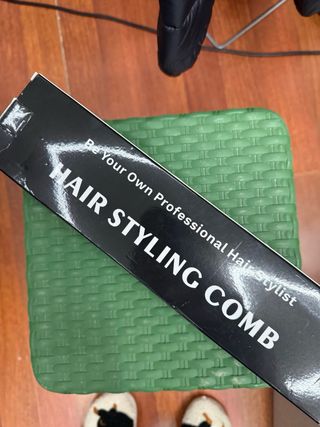 Be Your Own Professional Hair Stylist
HAIR STYLING COMB